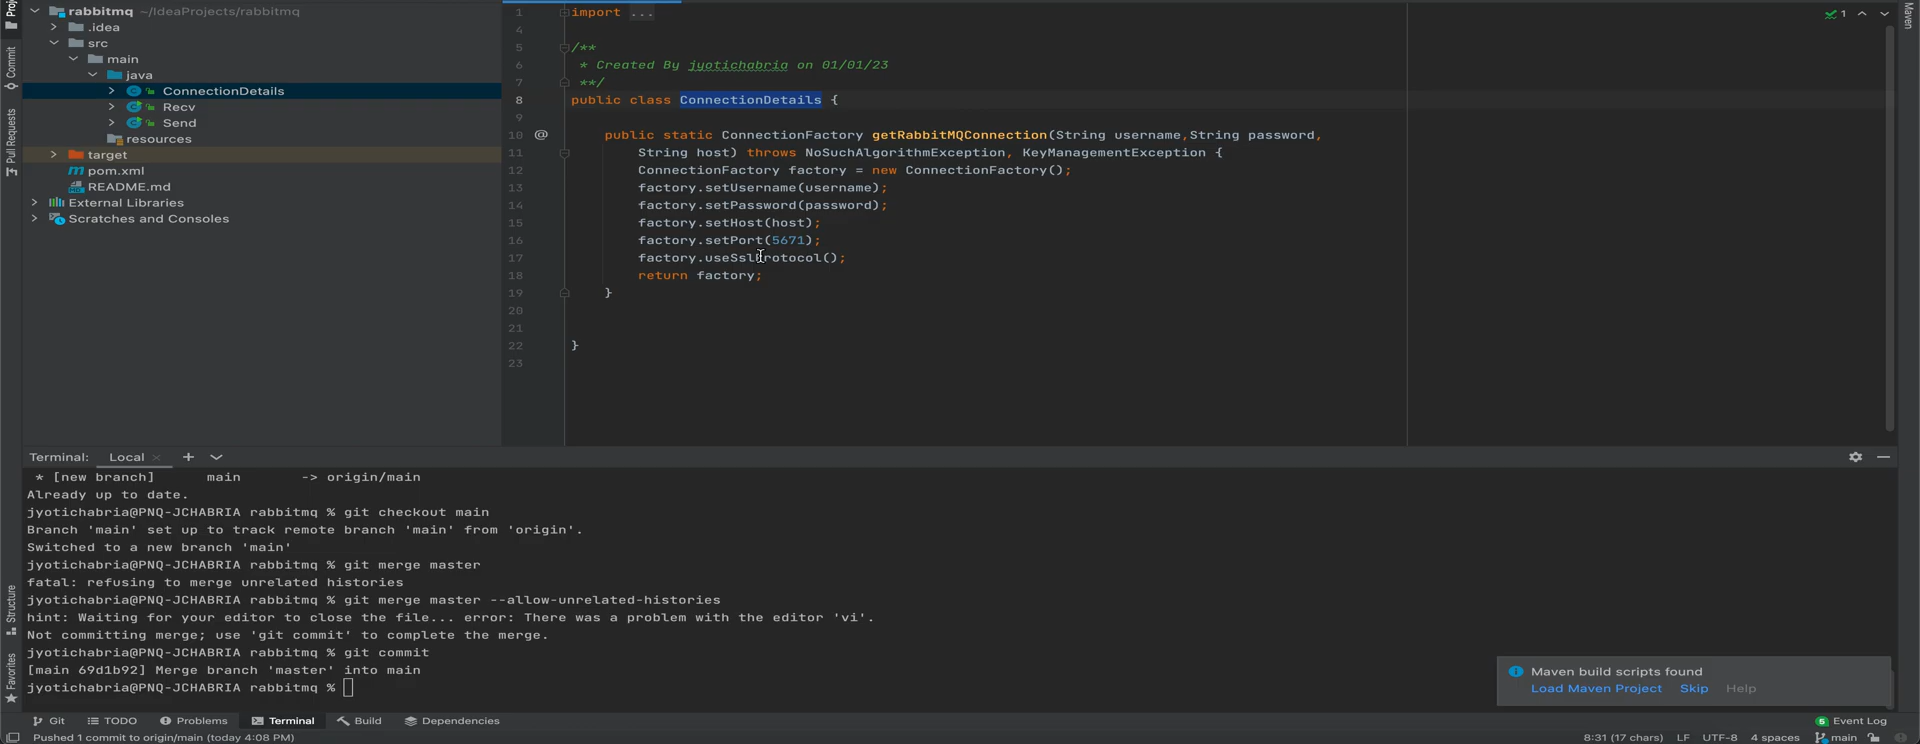 Proj
Commit
Pull Requests
Structure
Favorites
rabbitmq ~/IdeaProjects/rabbitmq
.idea
src
main
java
ConnectionDetails
Recv
Send
resources
target
pom.xml
README.md
External Libraries
Scratches and Consoles
1 import ...
4
5 /**
6 * Created By jyotichabria on 01/01/23
7 **/
8 public class ConnectionDetails {
9
10 @ public static ConnectionFactory getRabbitMQConnection(String username,String password,
11 String host) throws NoSuchAlgorithmException, KeyManagementException {
12 ConnectionFactory factory = new ConnectionFactory();
13 factory.setUsername(username);
14 factory.setPassword(password);
15 factory.setHost(host);
16 factory.setPort(5671);
17 factory.useSslProtocol();
18 return factory;
19 }
20
21
22 }
23
1
Maven
Terminal: Local × +
* [new branch] main -> origin/main
Already up to date.
jyotichabria@PNQ-JCHABRIA rabbitmq % git checkout main
Branch 'main' set up to track remote branch 'main' from 'origin'.
Switched to a new branch 'main'
jyotichabria@PNQ-JCHABRIA rabbitmq % git merge master
fatal: refusing to merge unrelated histories
jyotichabria@PNQ-JCHABRIA rabbitmq % git merge master --allow-unrelated-histories
hint: Waiting for your editor to close the file... error: There was a problem with the editor 'vi'.
Not committing merge; use 'git commit' to complete the merge.
jyotichabria@PNQ-JCHABRIA rabbitmq % git commit
[main 69d1b92] Merge branch 'master' into main
jyotichabria@PNQ-JCHABRIA rabbitmq %
Maven build scripts found
Load Maven Project Skip Help
Git TODO Problems Terminal Build Dependencies
5 Event Log
Pushed 1 commit to origin/main (today 4:08 PM)
8:31 (17 chars) LF UTF-8 4 spaces main